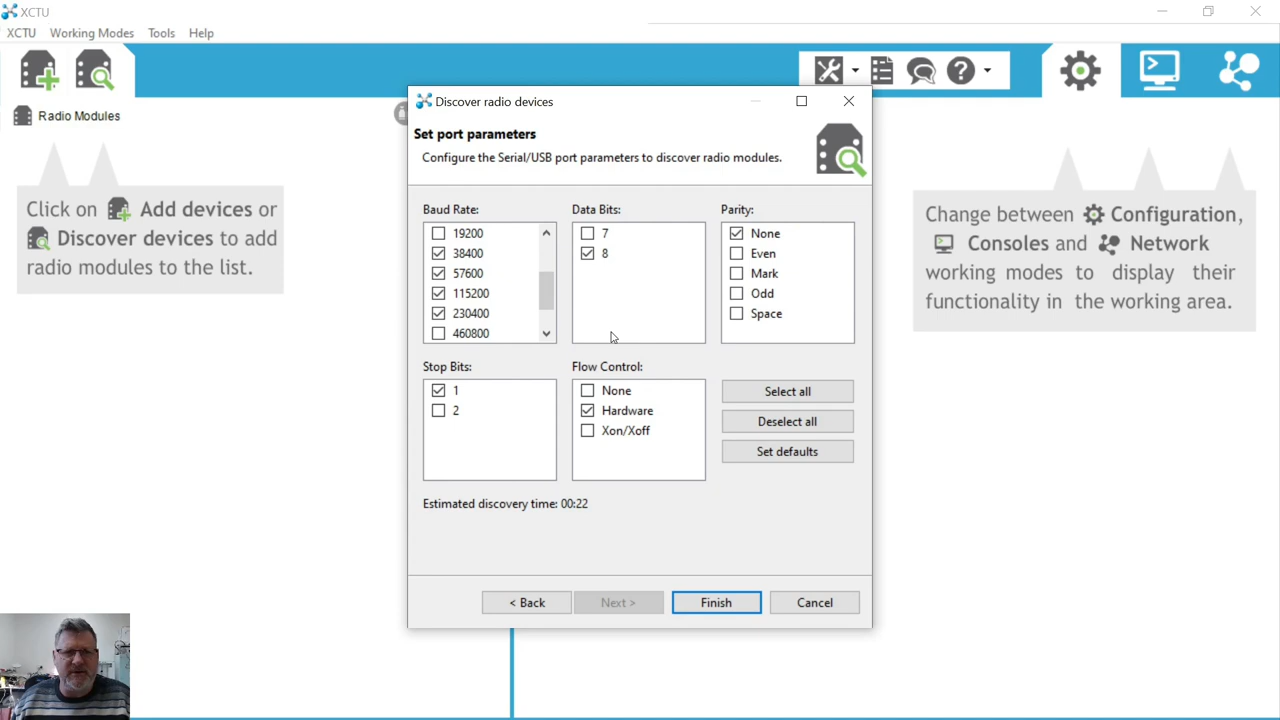 XCTU
XCTU Working Modes Tools Help
Radio Modules
Click on Add devices or
Discover devices to add
radio modules to the list.
Discover radio devices
Set port parameters
Configure the Serial/USB port parameters to discover radio modules.
Baud Rate:
19200
38400
57600
115200
230400
460800
Data Bits:
7
8
Parity:
None
Even
Mark
Odd
Space
Stop Bits:
1
2
Flow Control:
None
Hardware
Xon/Xoff
Select all
Deselect all
Set defaults
Estimated discovery time: 00:22
< Back Next > Finish Cancel
Change between Configuration,
Consoles and Network
working modes to display their
functionality in the working area.